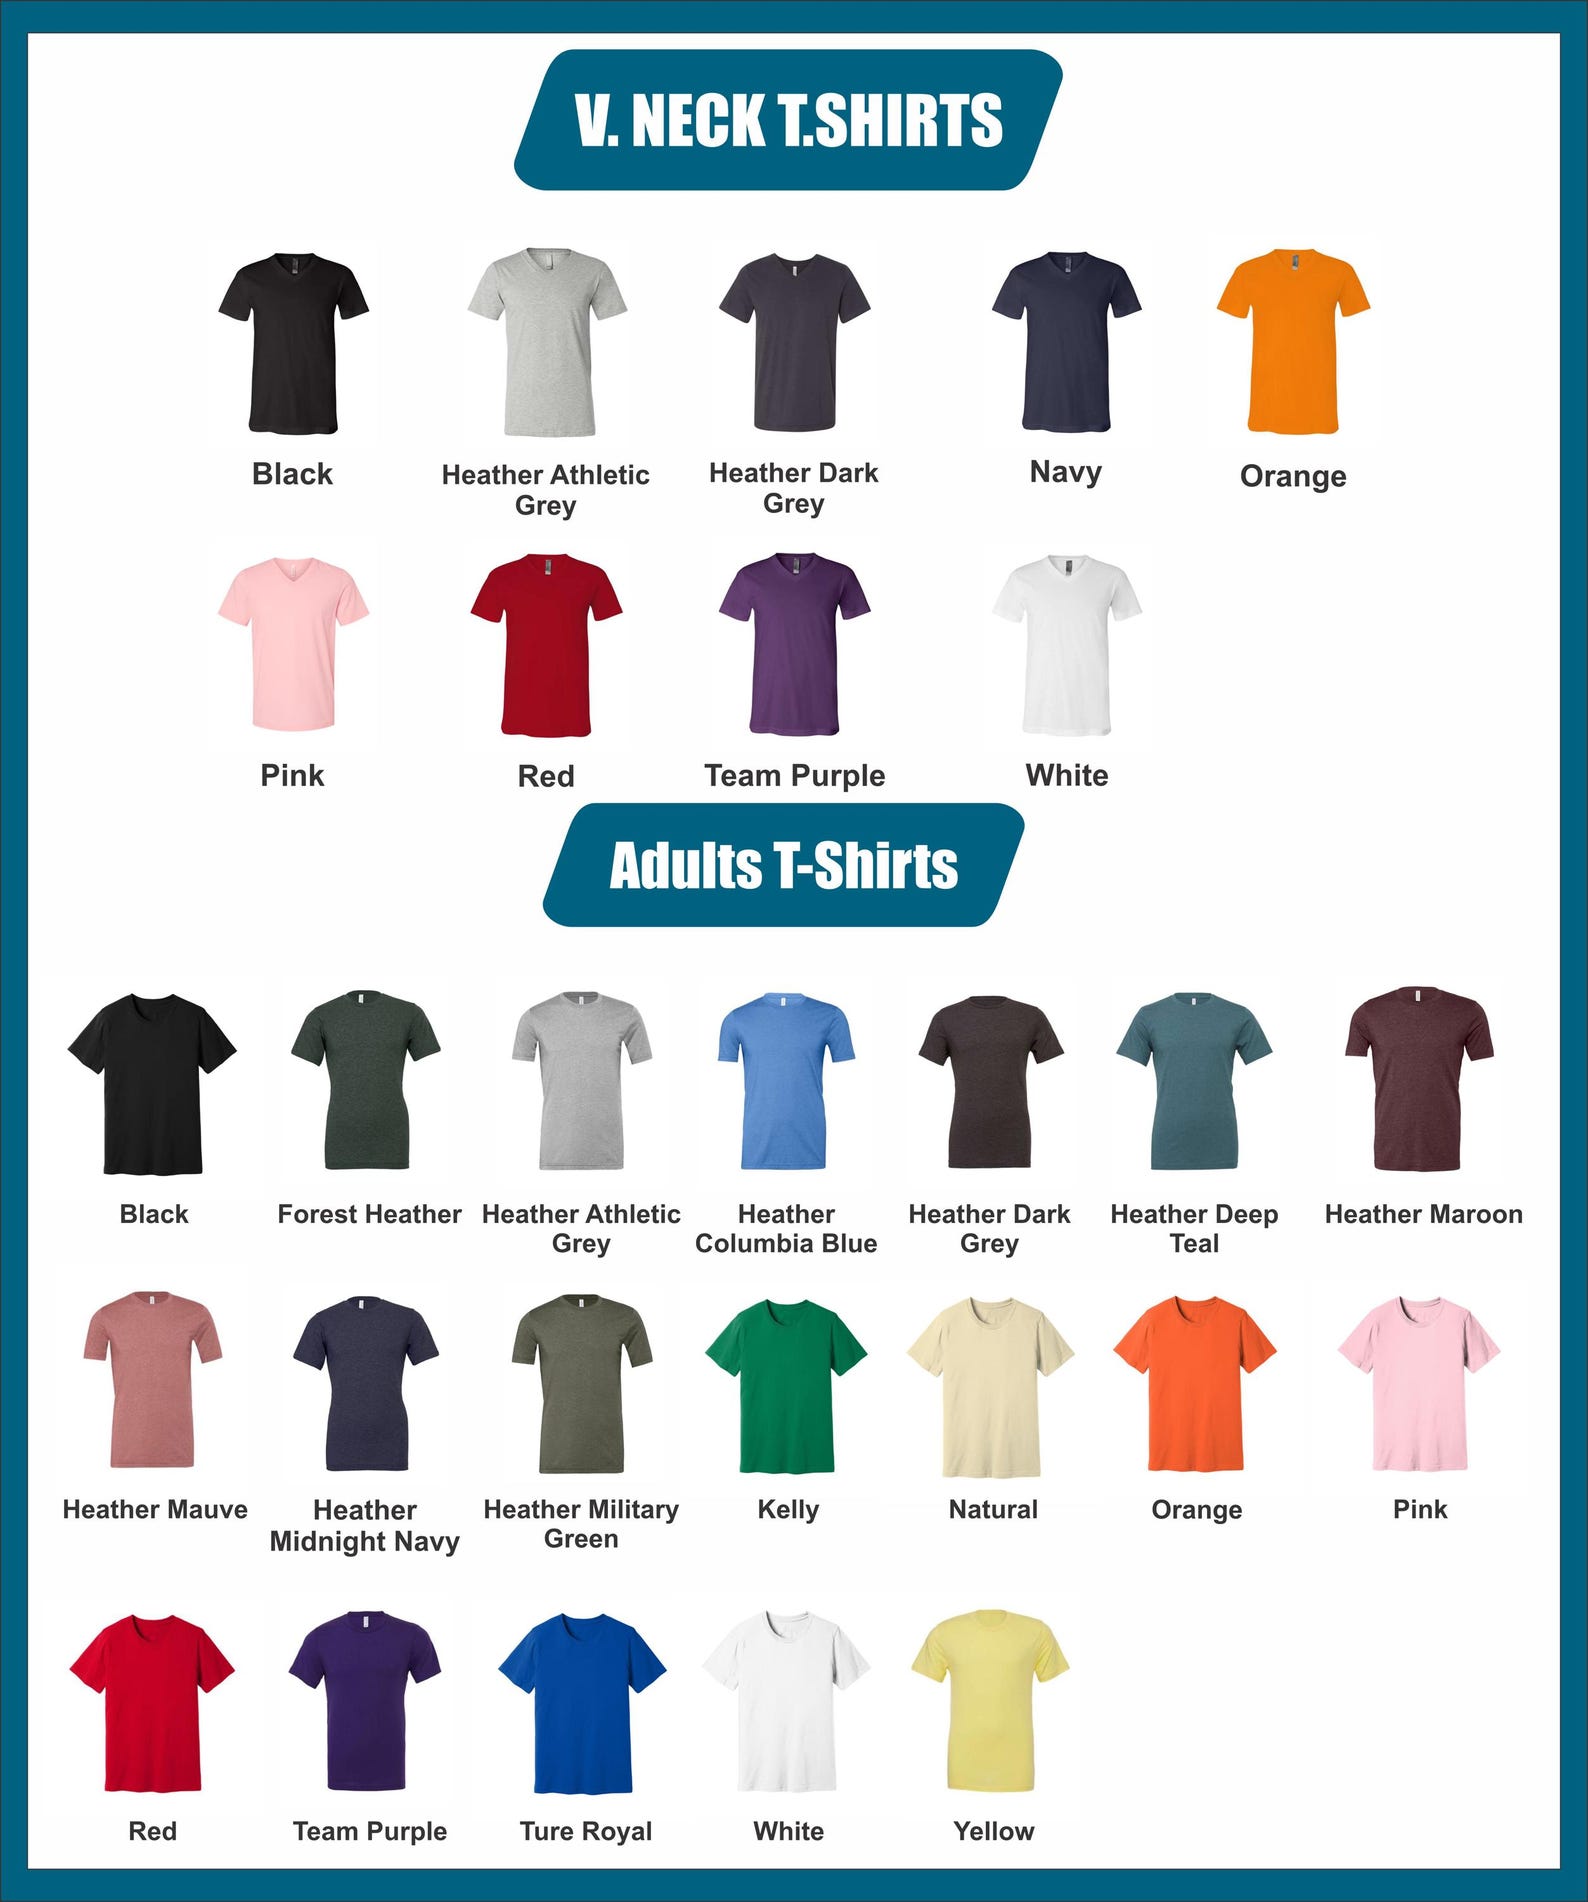 V. NECK T.SHIRTS
Black
Heather Athletic
Grey
Heather Dark
Grey
Navy
Orange
Pink
Red
Team Purple
White
Adults T-Shirts
Black
Forest Heather
Heather Athletic
Grey
Heather
Columbia Blue
Heather Dark
Grey
Heather Deep
Teal
Heather Maroon
Heather Mauve
Heather
Midnight Navy
Heather Military
Green
Kelly
Natural
Orange
Pink
Red
Team Purple
Ture Royal
White
Yellow